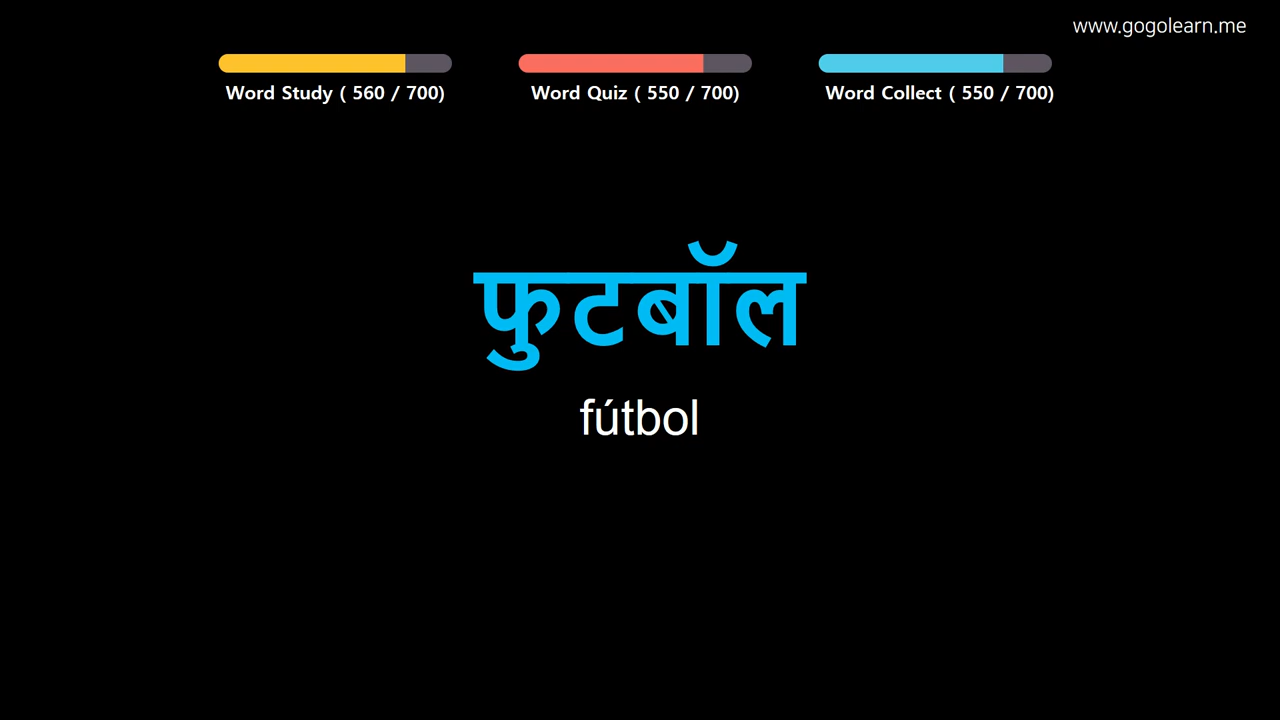 www.gogolearn.me
Word Study ( 560 / 700)
Word Quiz ( 550 / 700)
Word Collect ( 550 / 700)
फुटबॉल
fútbol